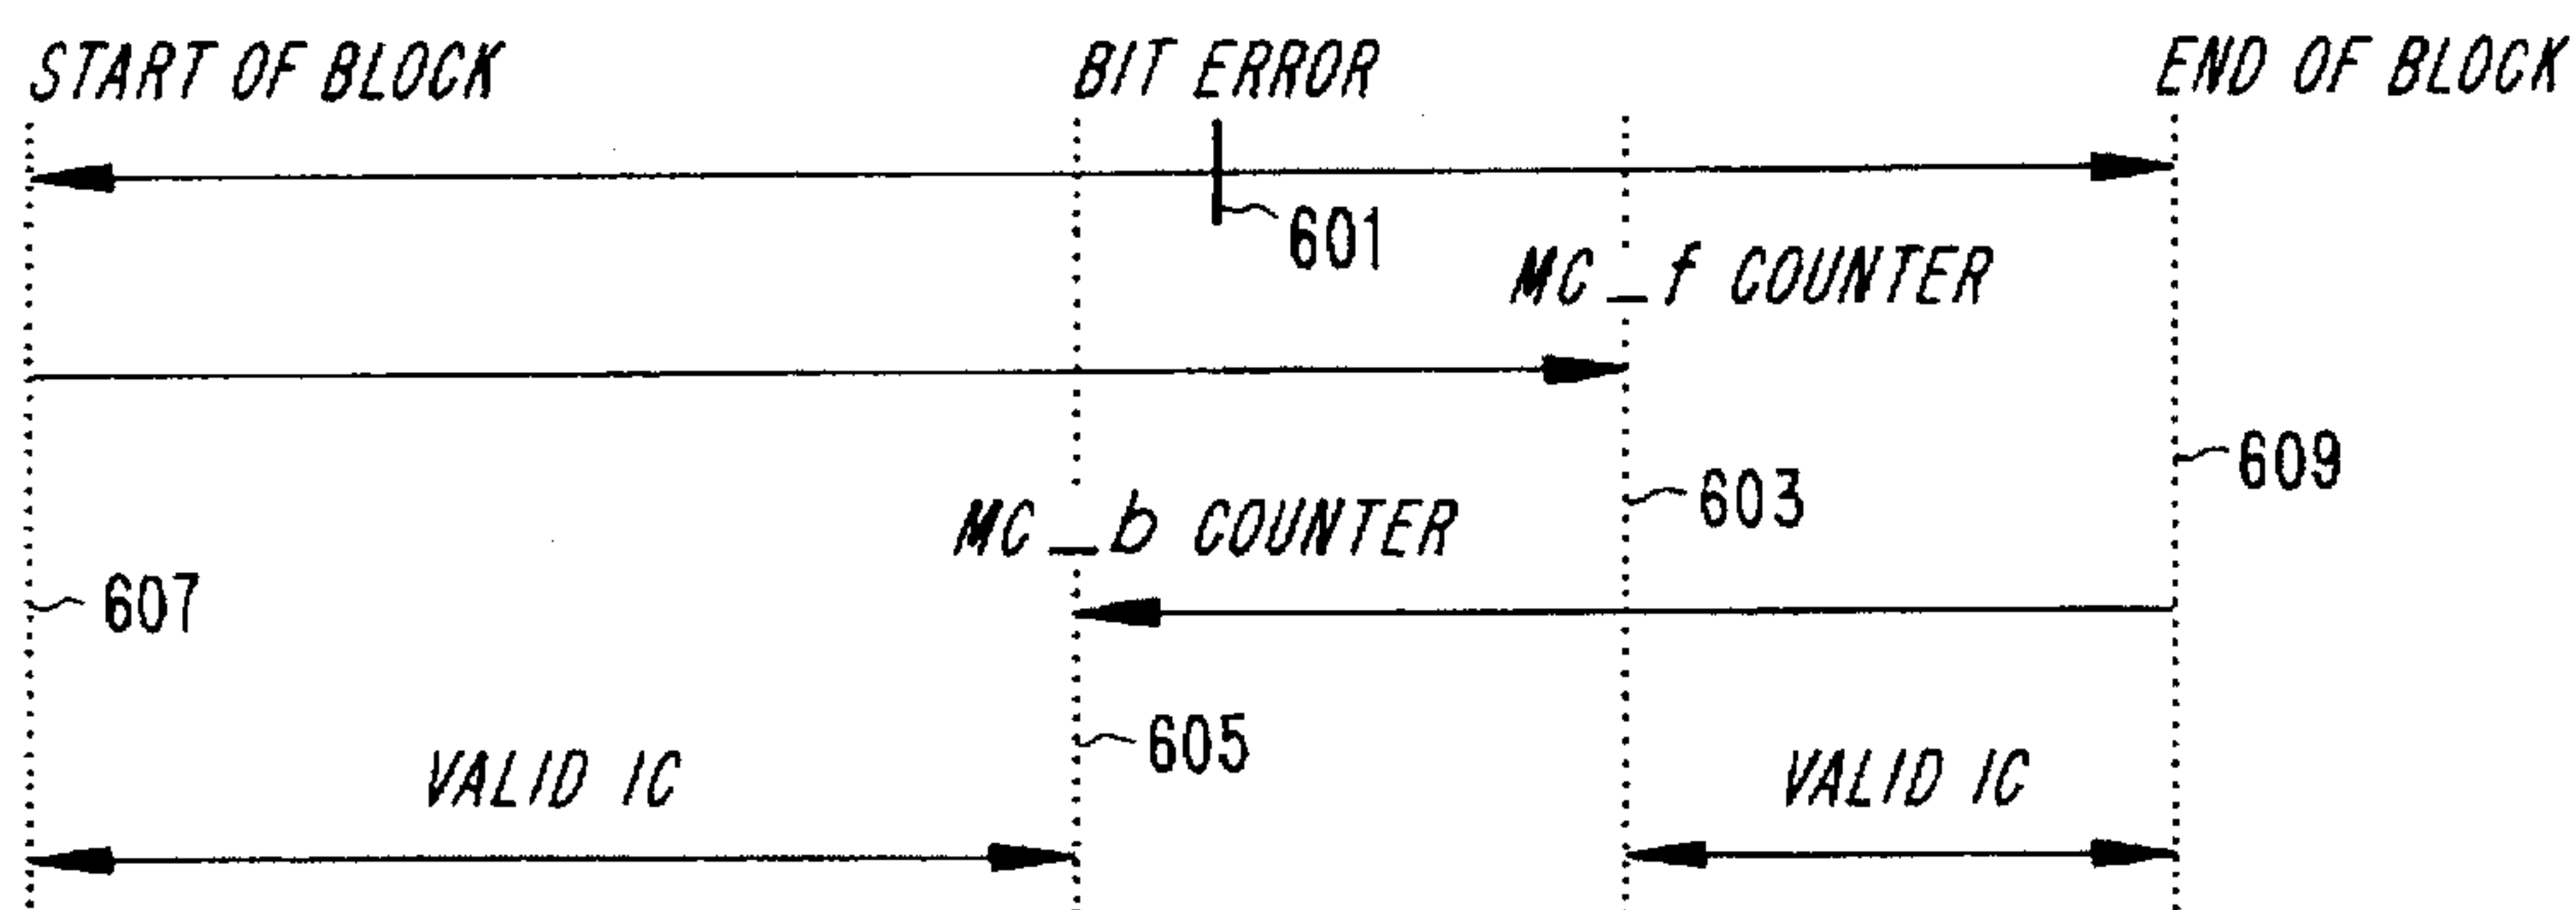 START OF BLOCK
BIT ERROR
END OF BLOCK
601
MC_f COUNTER
609
603
MC_b COUNTER
607
605
VALID IC
VALID IC